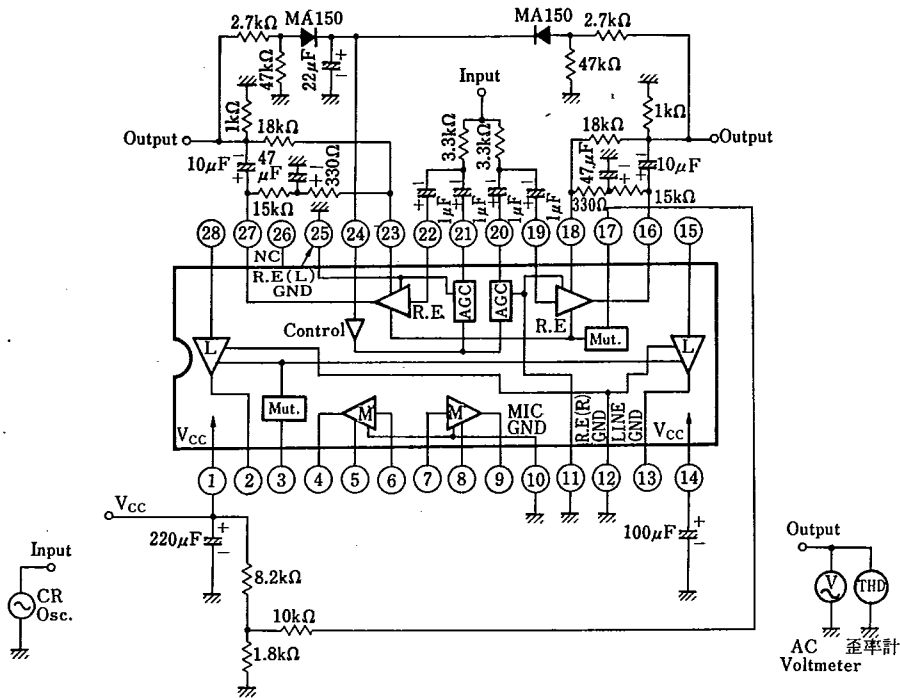 2.7kΩ MA150 MA150 2.7kΩ
47kΩ 22μF + − Input 47kΩ
1kΩ 3.3kΩ 3.3kΩ 1kΩ
Output 18kΩ 18kΩ Output
10μF − + 47μF − + 330Ω 47μF − + 10μF − +
15kΩ − + 1μF − + 1μF − + 1μF − + 1μF 330Ω 15kΩ
28 27 26 25 24 23 22 21 20 19 18 17 16 15
NC
R.E(L)
GND
R.E. AGC AGC R.E
Control Mut.
L L
Mut. M M MIC
GND
R.E(R)
GND
LINE
GND
VCC VCC
1 2 3 4 5 6 7 8 9 10 11 12 13 14
VCC
220μF + − 100μF + −
Input Output
8.2kΩ
CR
Osc.
10kΩ
V THD
1.8kΩ
AC
Voltmeter
歪率計